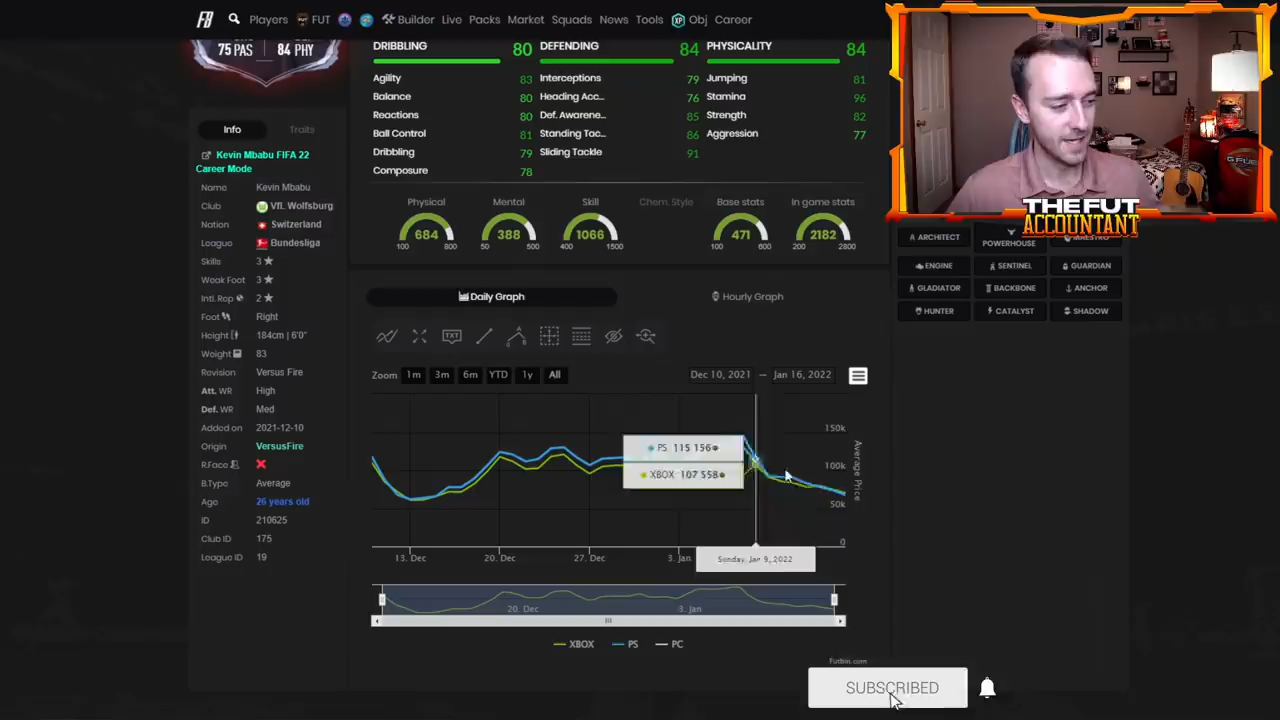 FB Players FUT Builder Live Packs Market Squads News Tools XP Obj Career
75 PAS 84 PHY
DRIBBLING 80 DEFENDING 84 PHYSICALITY 84
Agility 83 Interceptions 79 Jumping 81
Balance 80 Heading Acc... 76 Stamina 96
Reactions 80 Def. Awarene... 85 Strength 82
Ball Control 81 Standing Tac... 86 Aggression 77
Dribbling 79 Sliding Tackle 91
Composure 78
Info Traits
Kevin Mbabu FIFA 22
Career Mode
Name Kevin Mbabu
Club VfL Wolfsburg
Nation Switzerland
League Bundesliga
Skills 3★
Weak Foot 3★
Intl. Rep 2★
Foot Right
Height 184cm | 6'0"
Weight 83
Revision Versus Fire
Att. WR High
Def. WR Med
Added on 2021-12-10
Origin VersusFire
R.Face
B.Type Average
Age 26 years old
ID 210625
Club ID 175
League ID 19
Physical Mental Skill Chem. Style Base stats In game stats
684 388 1066 471 2182
100 800 50 500 400 1500 100 600 200 2800
Daily Graph Hourly Graph
TXT
Zoom 1m 3m 6m YTD 1y All Dec 10, 2021 — Jan 16, 2022
PS 115 156
XBOX 107 558
150k
100k
50k
0
Average Price
13. Dec 20. Dec 27. Dec 3. Jan
Sunday, Jan 9, 2022
20. Dec 3. Jan
XBOX PS PC
Futbin.com
SUBSCRIBED
G FUEL
THE FUT
ACCOUNTANT
ARCHITECT POWERHOUSE MAESTRO
ENGINE SENTINEL GUARDIAN
GLADIATOR BACKBONE ANCHOR
HUNTER CATALYST SHADOW